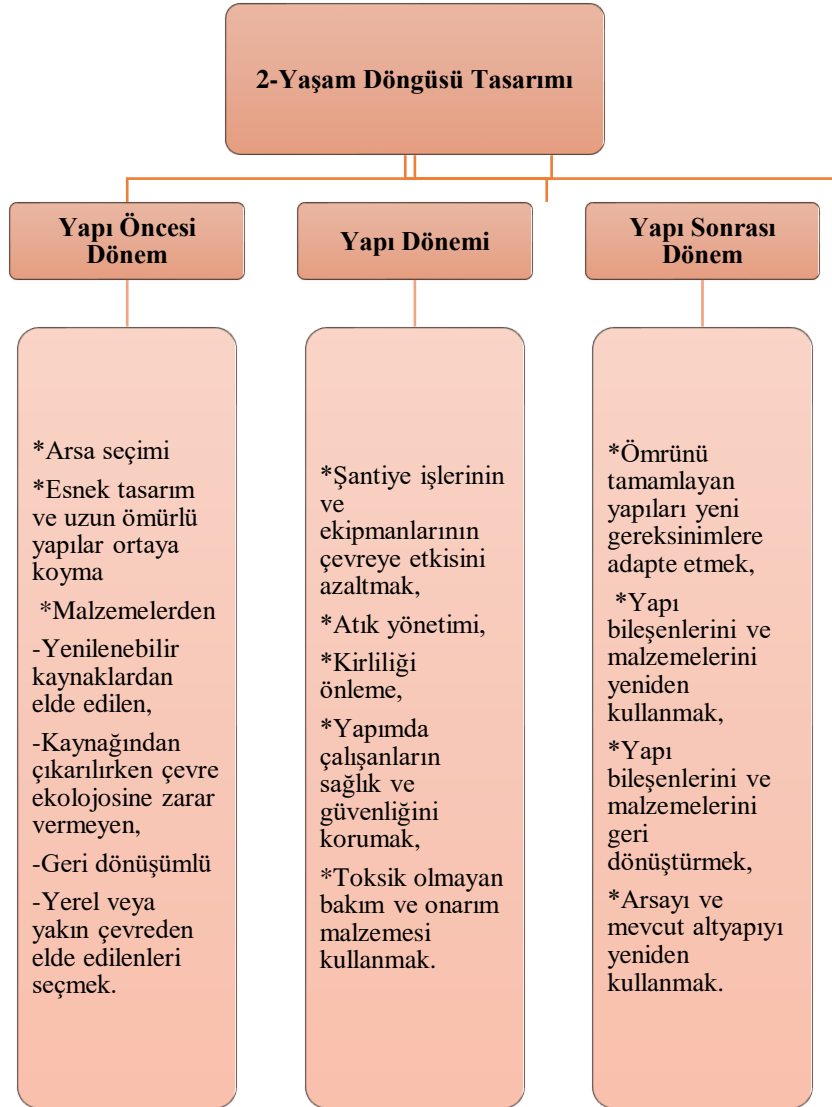 2-Yaşam Döngüsü Tasarımı
Yapı Öncesi
Dönem
*Arsa seçimi
*Esnek tasarım
ve uzun ömürlü
yapılar ortaya
koyma
*Malzemelerden
-Yenilenebilir
kaynaklardan
elde edilen,
-Kaynağından
çıkarılırken çevre
ekolojosine zarar
vermeyen,
-Geri dönüşümlü
-Yerel veya
yakın çevreden
elde edilenleri
seçmek.
Yapı Dönemi
*Şantiye işlerinin
ve
ekipmanlarının
çevreye etkisini
azaltmak,
*Atık yönetimi,
*Kirliliği
önleme,
*Yapımda
çalışanların
sağlık ve
güvenliğini
korumak,
*Toksik olmayan
bakım ve onarım
malzemesi
kullanmak.
Yapı Sonrası
Dönem
*Ömrünü
tamamlayan
yapıları yeni
gereksinimlere
adapte etmek,
*Yapı
bileşenlerini ve
malzemelerini
yeniden
kullanmak,
*Yapı
bileşenlerini ve
malzemelerini
geri
dönüştürmek,
*Arsayı ve
mevcut altyapıyı
yeniden
kullanmak.